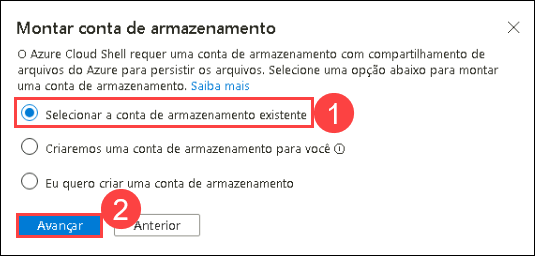 Montar conta de armazenamento
O Azure Cloud Shell requer uma conta de armazenamento com compartilhamento de
arquivos do Azure para persistir os arquivos. Selecione uma opção abaixo para montar
uma conta de armazenamento. Saiba mais
Selecionar a conta de armazenamento existente
1
Criaremos uma conta de armazenamento para você
Eu quero criar uma conta de armazenamento
2
Avançar Anterior